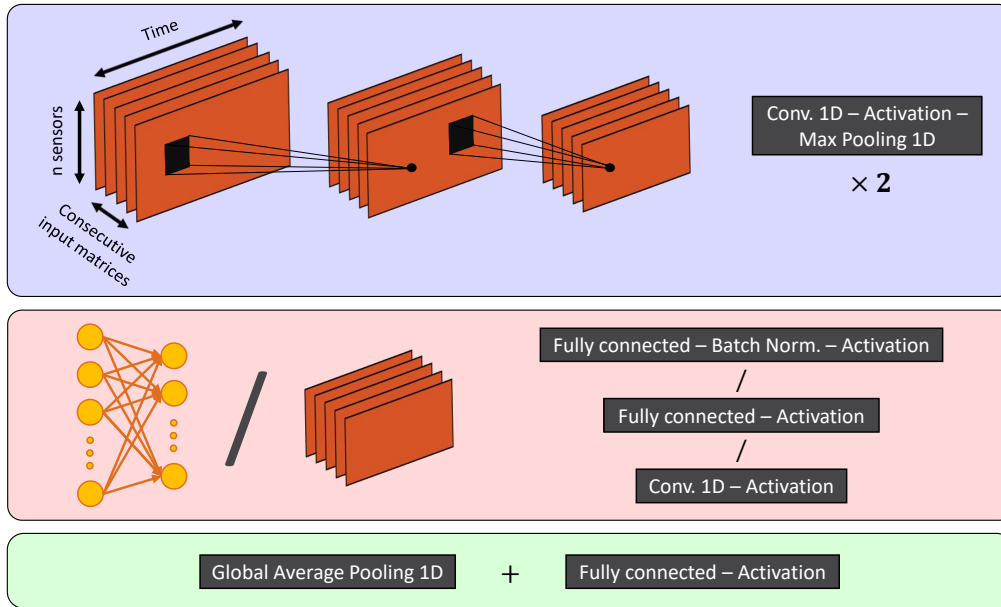 Time
n sensors
Consecutive
input matrices
Conv. 1D – Activation –
Max Pooling 1D
× 2
Fully connected – Batch Norm. – Activation
/
Fully connected – Activation
/
Conv. 1D – Activation
Global Average Pooling 1D
+
Fully connected – Activation